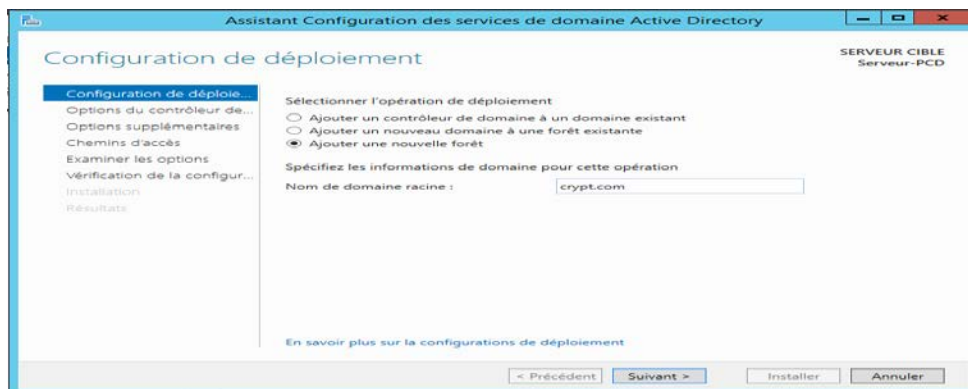 Assistant Configuration des services de domaine Active Directory
Configuration de déploiement
SERVEUR CIBLE
Serveur-PCD
Configuration de déploie...
Options du contrôleur de...
Options supplémentaires
Chemins d'accès
Examiner les options
Vérification de la configur...
Installation
Résultats
Sélectionner l'opération de déploiement
Ajouter un contrôleur de domaine à un domaine existant
Ajouter un nouveau domaine à une forêt existante
Ajouter une nouvelle forêt
Spécifiez les informations de domaine pour cette opération
Nom de domaine racine : crypt.com
En savoir plus sur la configurations de déploiement
< Précédent Suivant > Installer Annuler